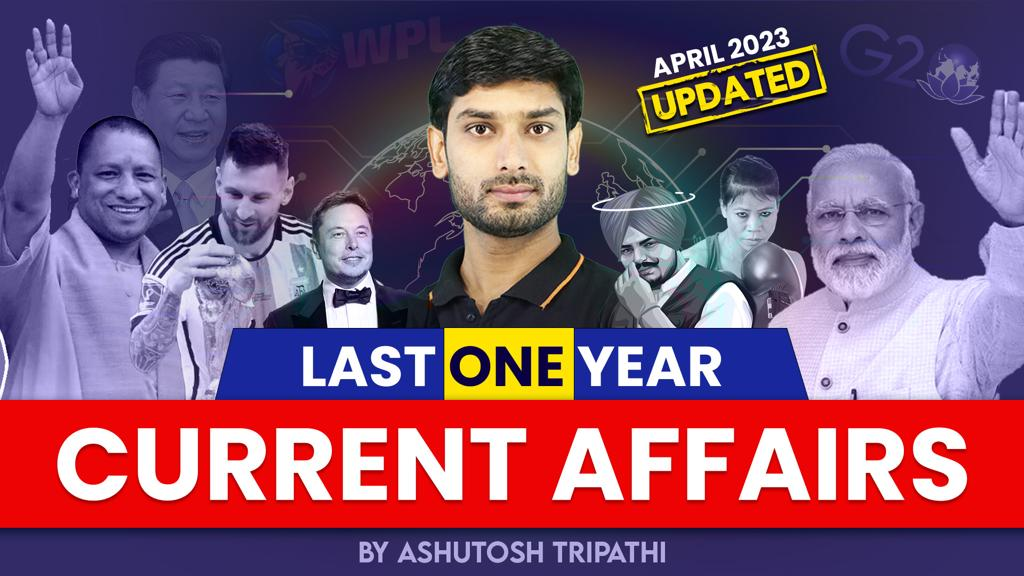 WPL
APRIL 2023
UPDATED
G20
LAST ONE YEAR
CURRENT AFFAIRS
BY ASHUTOSH TRIPATHI